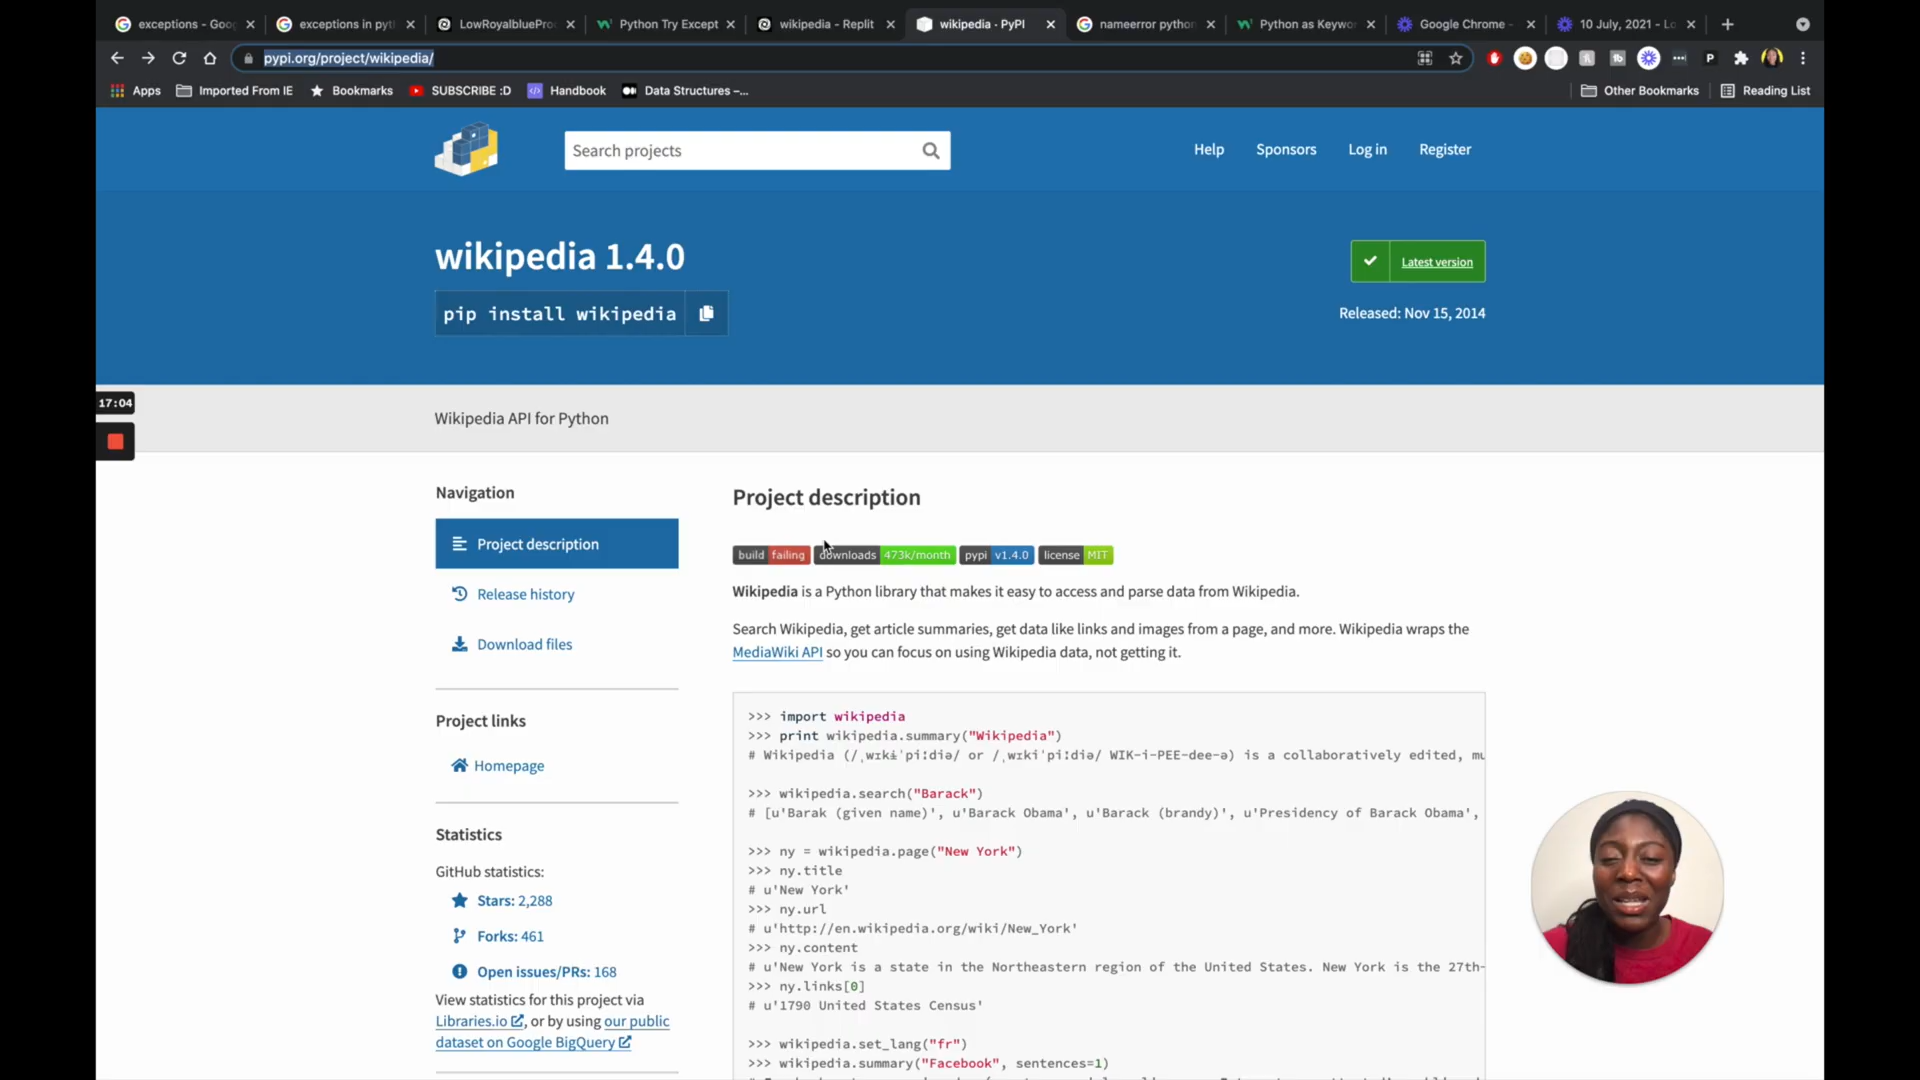 exceptions - Goo
exceptions in pyt
LowRoyalbluePro
Python Try Except
wikipedia - Replit
wikipedia · PyPI
nameerror python
Python as Keywo
Google Chrome -
10 July, 2021 - Lo
pypi.org/project/wikipedia/
Apps
Imported From IE
Bookmarks
SUBSCRIBE :D
Handbook
Data Structures –...
Other Bookmarks
Reading List
Search projects
Help
Sponsors
Log in
Register
wikipedia 1.4.0
Latest version
pip install wikipedia
Released: Nov 15, 2014
17:04
Wikipedia API for Python
Navigation
Project description
Release history
Download files
Project links
Homepage
Statistics
GitHub statistics:
Stars: 2,288
Forks: 461
Open issues/PRs: 168
View statistics for this project via
Libraries.io, or by using our public
dataset on Google BigQuery
Project description
build failing downloads 473k/month pypi v1.4.0 license MIT
Wikipedia is a Python library that makes it easy to access and parse data from Wikipedia.
Search Wikipedia, get article summaries, get data like links and images from a page, and more. Wikipedia wraps the
MediaWiki API so you can focus on using Wikipedia data, not getting it.
>>> import wikipedia
>>> print wikipedia.summary("Wikipedia")
# Wikipedia (/ˌwɪkɨˈpiːdiə/ or /ˌwɪkiˈpiːdiə/ WIK-i-PEE-dee-ə) is a collaboratively edited, mu
>>> wikipedia.search("Barack")
# [u'Barak (given name)', u'Barack Obama', u'Barack (brandy)', u'Presidency of Barack Obama',
>>> ny = wikipedia.page("New York")
>>> ny.title
# u'New York'
>>> ny.url
# u'http://en.wikipedia.org/wiki/New_York'
>>> ny.content
# u'New York is a state in the Northeastern region of the United States. New York is the 27th-
>>> ny.links[0]
# u'1790 United States Census'
>>> wikipedia.set_lang("fr")
>>> wikipedia.summary("Facebook", sentences=1)